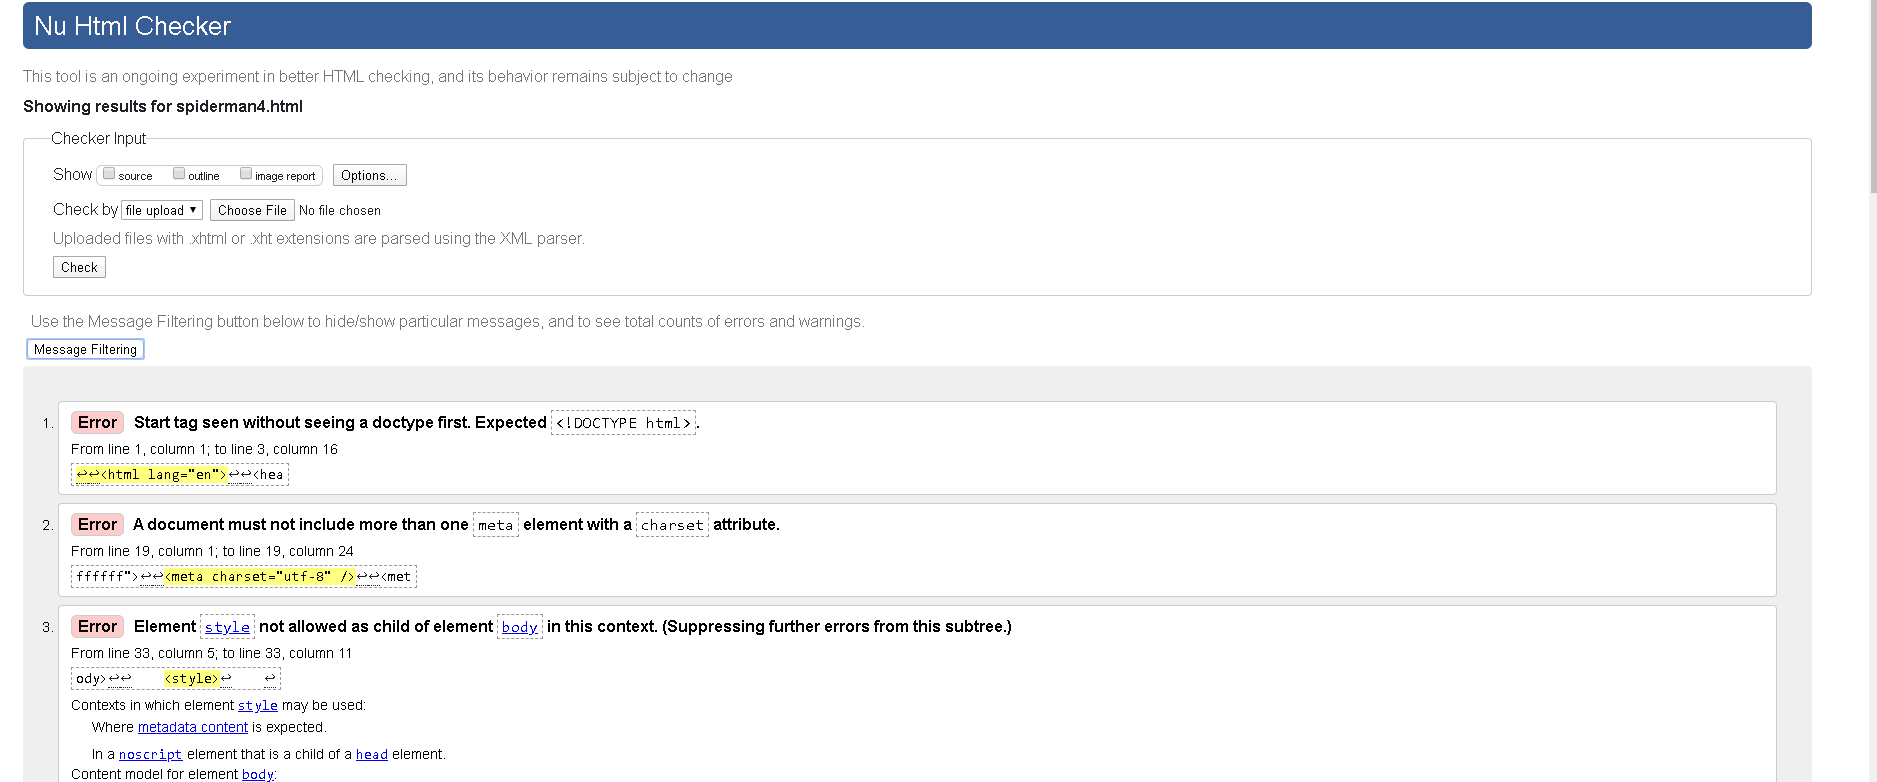 Nu Html Checker
This tool is an ongoing experiment in better HTML checking, and its behavior remains subject to change
Showing results for spiderman4.html
Checker Input
Show source outline image report Options...
Check by file upload ▼ Choose File No file chosen
Uploaded files with .xhtml or .xht extensions are parsed using the XML parser.
Check
Use the Message Filtering button below to hide/show particular messages, and to see total counts of errors and warnings.
Message Filtering
1. Error Start tag seen without seeing a doctype first. Expected <!DOCTYPE html>.
From line 1, column 1; to line 3, column 16
↩↩<html lang="en">↩↩<hea
2. Error A document must not include more than one meta element with a charset attribute.
From line 19, column 1; to line 19, column 24
ffffff">↩↩<meta charset="utf-8" />↩↩<met
3. Error Element style not allowed as child of element body in this context. (Suppressing further errors from this subtree.)
From line 33, column 5; to line 33, column 11
ody>↩↩    <style>↩    ↩
Contexts in which element style may be used:
Where metadata content is expected.
In a noscript element that is a child of a head element.
Content model for element body: